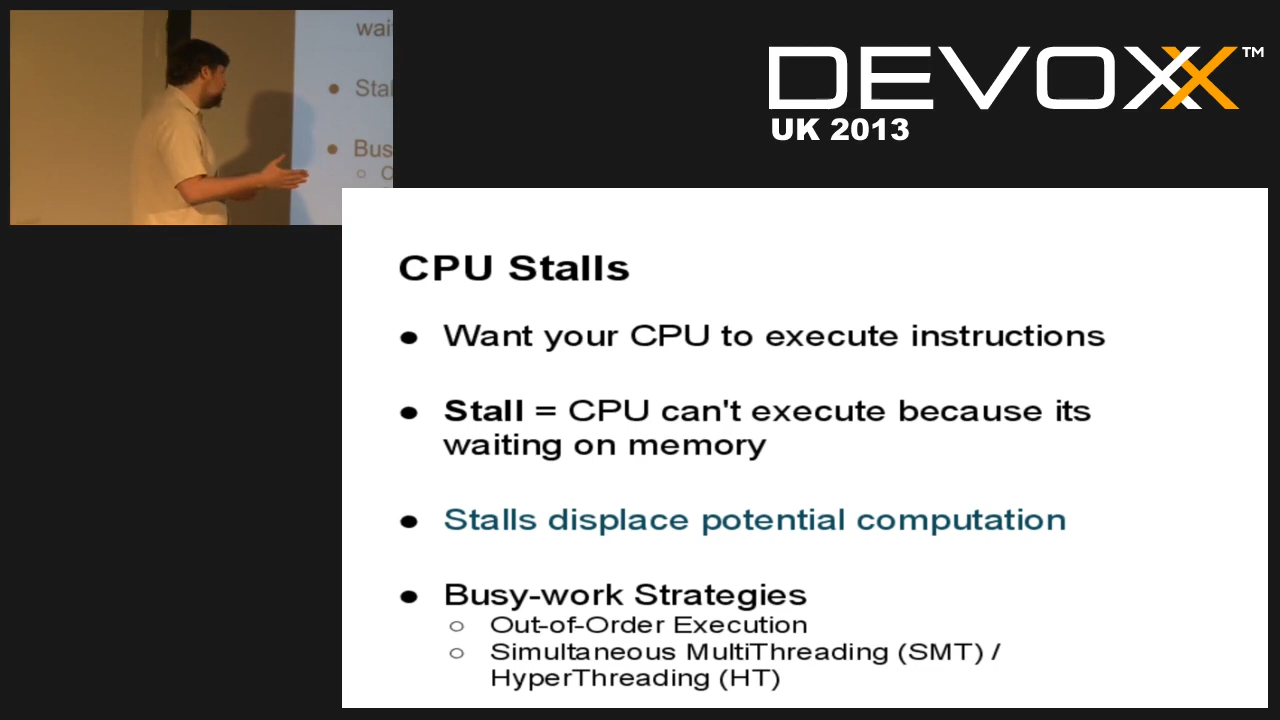 wai
Stal
Bus
DEVOXX™
UK 2013
CPU Stalls
● Want your CPU to execute instructions
● Stall = CPU can't execute because its
waiting on memory
● Stalls displace potential computation
● Busy-work Strategies
○ Out-of-Order Execution
○ Simultaneous MultiThreading (SMT) /
HyperThreading (HT)